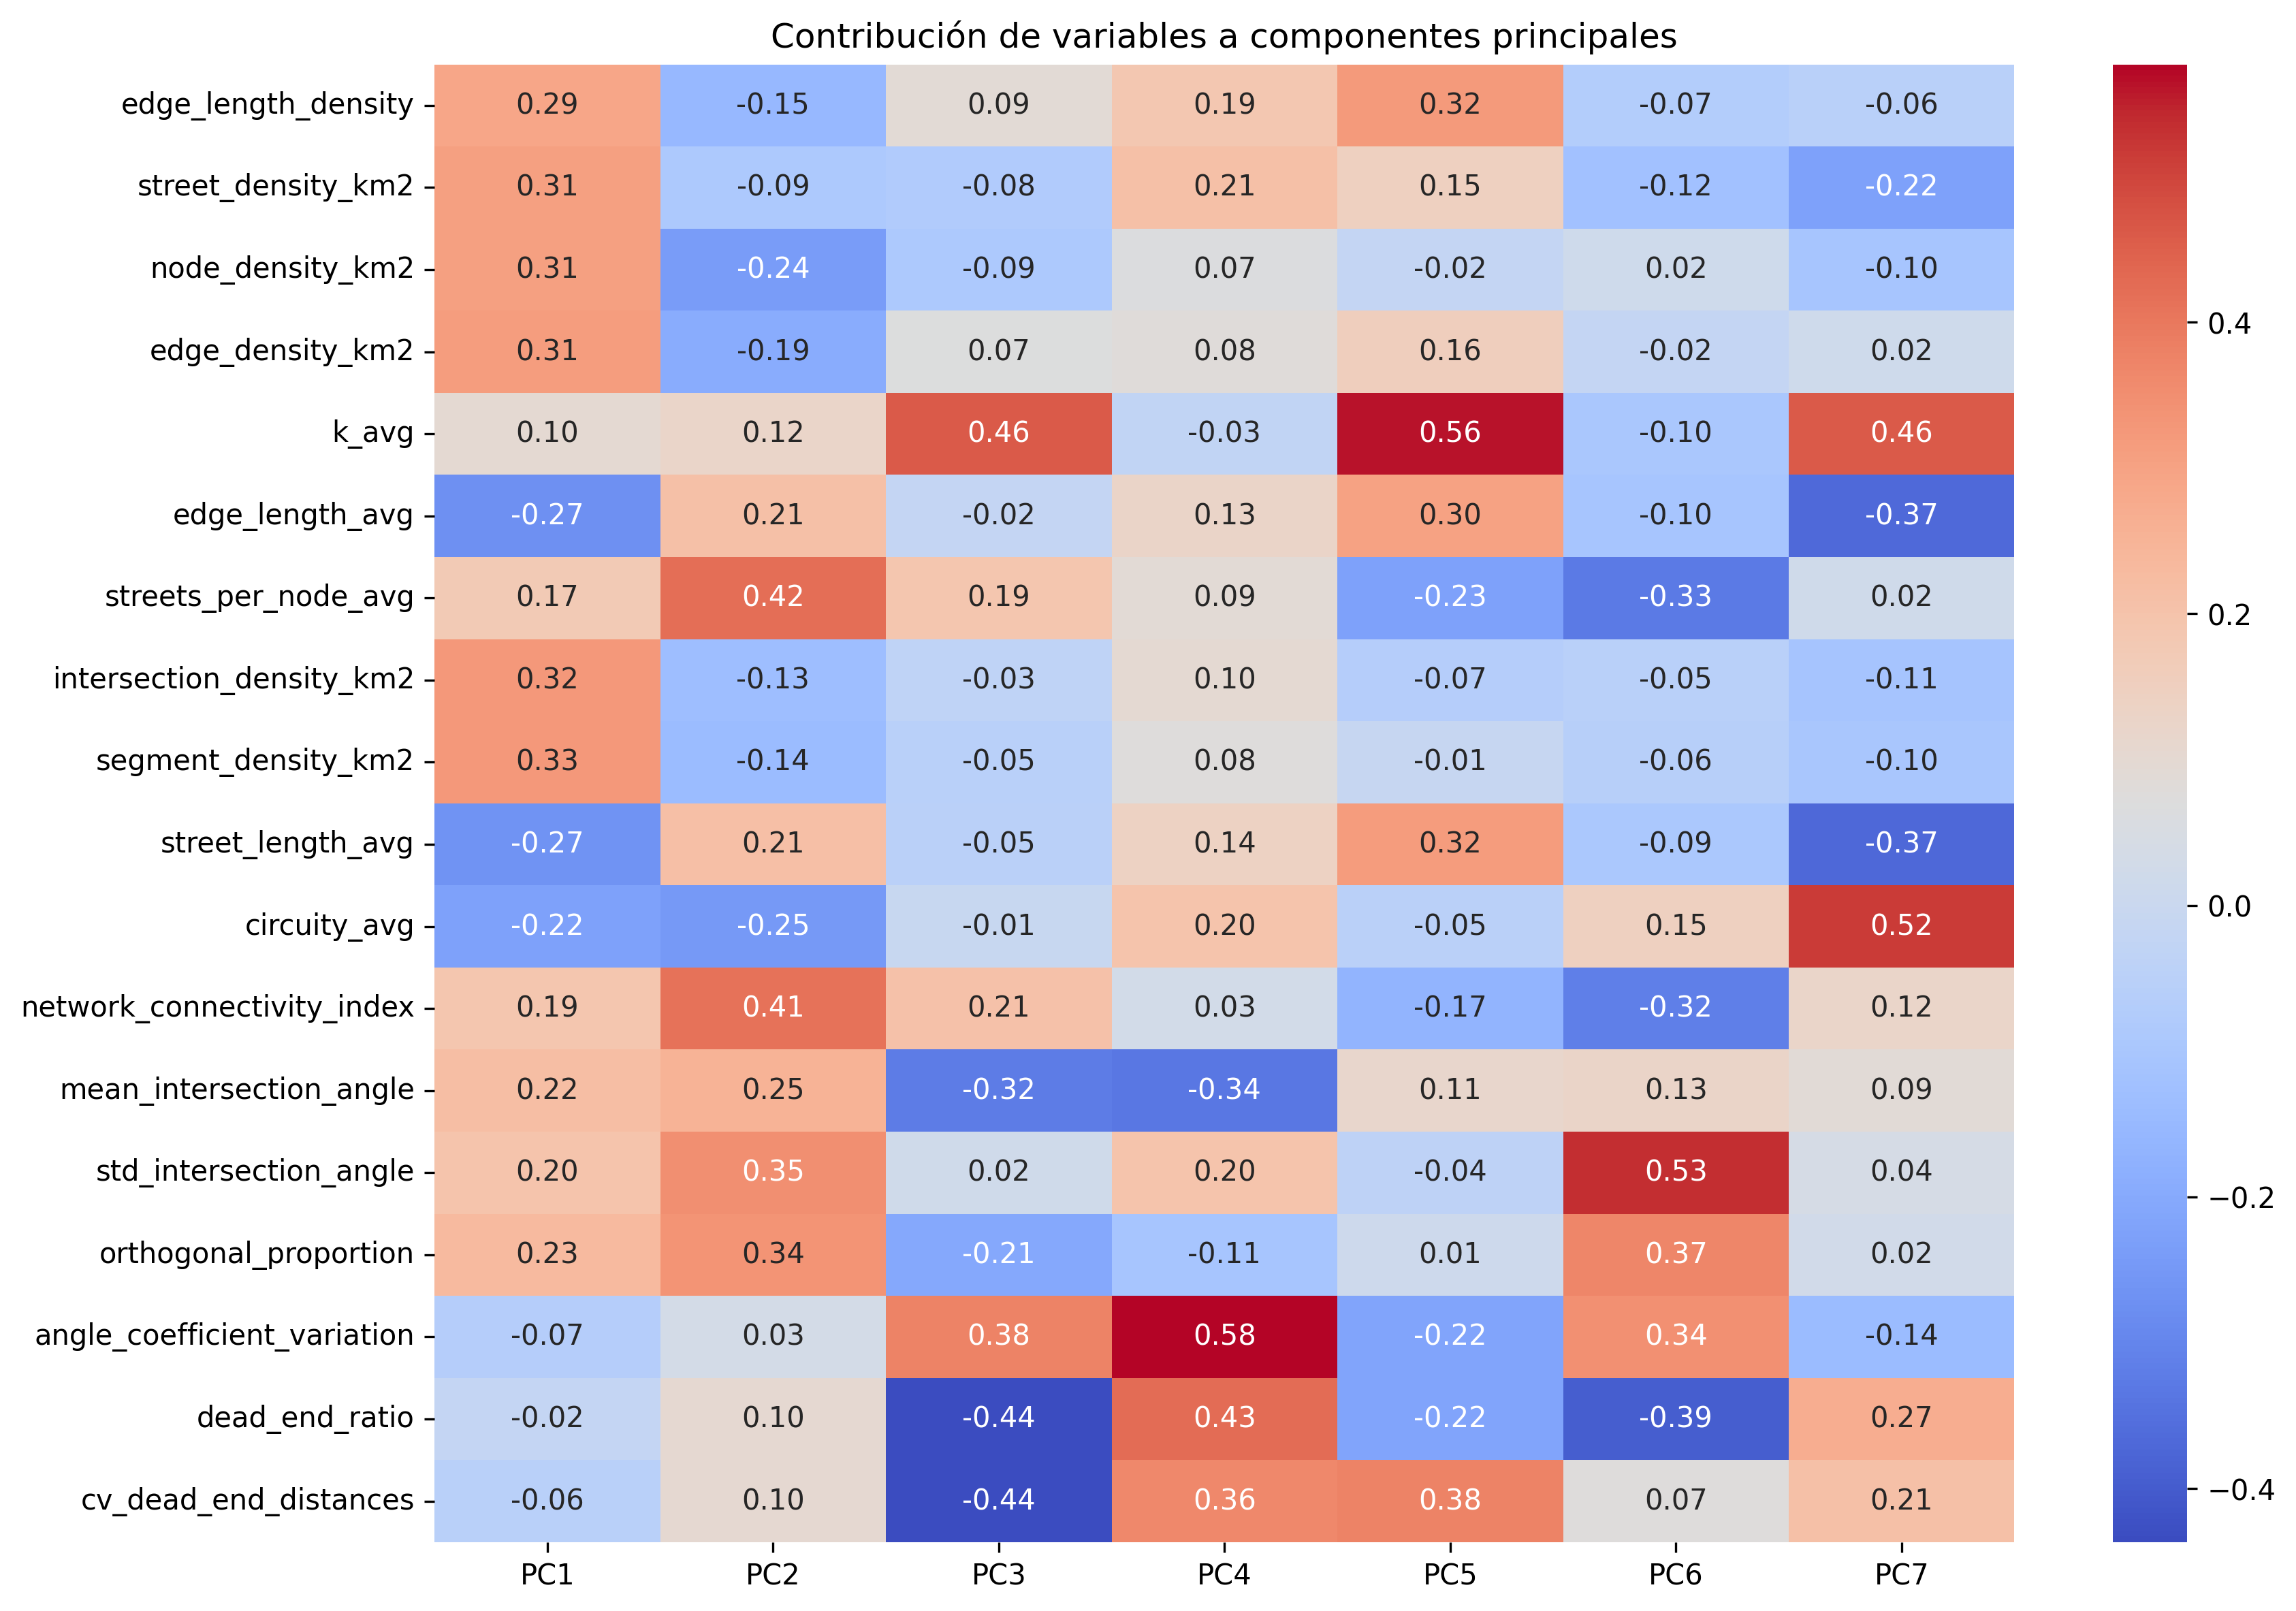 Contribución de variables a componentes principales
edge_length_density 0.29 -0.15 0.09 0.19 0.32 -0.07 -0.06
street_density_km2 0.31 -0.09 -0.08 0.21 0.15 -0.12 -0.22
node_density_km2 0.31 -0.24 -0.09 0.07 -0.02 0.02 -0.10
edge_density_km2 0.31 -0.19 0.07 0.08 0.16 -0.02 0.02
k_avg 0.10 0.12 0.46 -0.03 0.56 -0.10 0.46
edge_length_avg -0.27 0.21 -0.02 0.13 0.30 -0.10 -0.37
streets_per_node_avg 0.17 0.42 0.19 0.09 -0.23 -0.33 0.02
intersection_density_km2 0.32 -0.13 -0.03 0.10 -0.07 -0.05 -0.11
segment_density_km2 0.33 -0.14 -0.05 0.08 -0.01 -0.06 -0.10
street_length_avg -0.27 0.21 -0.05 0.14 0.32 -0.09 -0.37
circuity_avg -0.22 -0.25 -0.01 0.20 -0.05 0.15 0.52
network_connectivity_index 0.19 0.41 0.21 0.03 -0.17 -0.32 0.12
mean_intersection_angle 0.22 0.25 -0.32 -0.34 0.11 0.13 0.09
std_intersection_angle 0.20 0.35 0.02 0.20 -0.04 0.53 0.04
orthogonal_proportion 0.23 0.34 -0.21 -0.11 0.01 0.37 0.02
angle_coefficient_variation -0.07 0.03 0.38 0.58 -0.22 0.34 -0.14
dead_end_ratio -0.02 0.10 -0.44 0.43 -0.22 -0.39 0.27
cv_dead_end_distances -0.06 0.10 -0.44 0.36 0.38 0.07 0.21
PC1 PC2 PC3 PC4 PC5 PC6 PC7
0.4
0.2
0.0
−0.2
−0.4